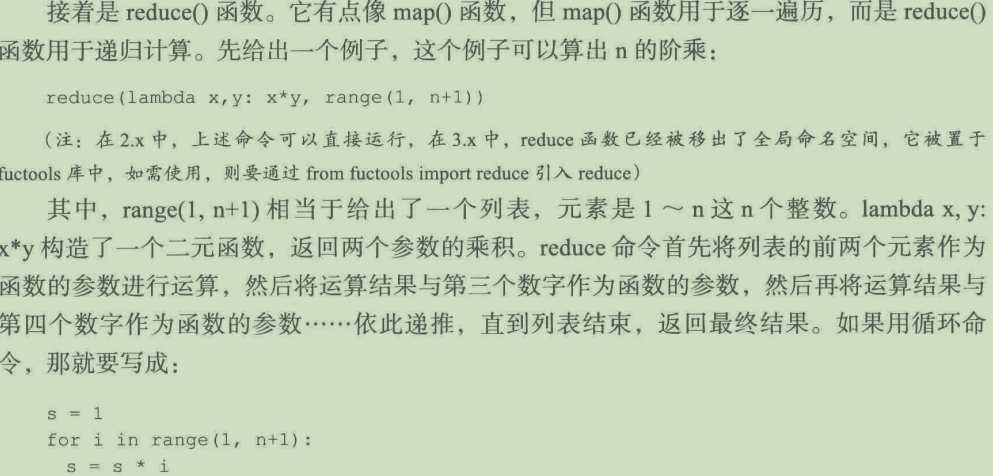 接着是 reduce() 函数。它有点像 map() 函数，但 map() 函数用于逐一遍历，而是 reduce()
函数用于递归计算。先给出一个例子，这个例子可以算出 n 的阶乘：
reduce(lambda x,y: x*y, range(1, n+1))
（注：在 2.x 中，上述命令可以直接运行，在 3.x 中，reduce 函数已经被移出了全局命名空间，它被置于
fuctools 库中，如需使用，则要通过 from fuctools import reduce 引入 reduce）
其中，range(1, n+1) 相当于给出了一个列表，元素是 1 ～ n 这 n 个整数。lambda x, y:
x*y 构造了一个二元函数，返回两个参数的乘积。reduce 命令首先将列表的前两个元素作为
函数的参数进行运算，然后将运算结果与第三个数字作为函数的参数，然后再将运算结果与
第四个数字作为函数的参数……依此递推，直到列表结束，返回最终结果。如果用循环命
令，那就要写成：
s = 1
for i in range(1, n+1):
  s = s * i